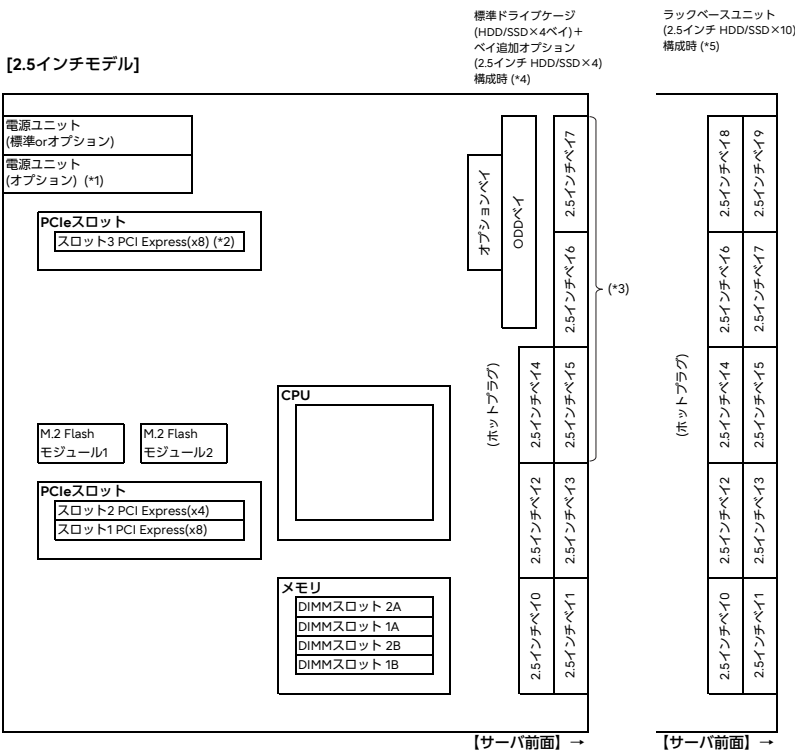 標準ドライブケージ
(HDD/SSD×4ベイ)＋
ベイ追加オプション
(2.5インチ HDD/SSD×4)
構成時 (*4)
ラックベースユニット
(2.5インチ HDD/SSD×10)
構成時 (*5)
[2.5インチモデル]
電源ユニット
(標準orオプション)
電源ユニット
(オプション) (*1)
PCIeスロット
スロット3 PCI Express(x8) (*2)
オプションベイ
ODDベイ
2.5インチベイ7
2.5インチベイ6
(*3)
(ホットプラグ)
2.5インチベイ4
2.5インチベイ5
2.5インチベイ2
2.5インチベイ3
2.5インチベイ0
2.5インチベイ1
CPU
M.2 Flash
モジュール1
M.2 Flash
モジュール2
PCIeスロット
スロット2 PCI Express(x4)
スロット1 PCI Express(x8)
メモリ
DIMMスロット 2A
DIMMスロット 1A
DIMMスロット 2B
DIMMスロット 1B
【サーバ前面】→
2.5インチベイ8
2.5インチベイ9
2.5インチベイ6
2.5インチベイ7
(ホットプラグ)
2.5インチベイ4
2.5インチベイ5
2.5インチベイ2
2.5インチベイ3
2.5インチベイ0
2.5インチベイ1
【サーバ前面】→